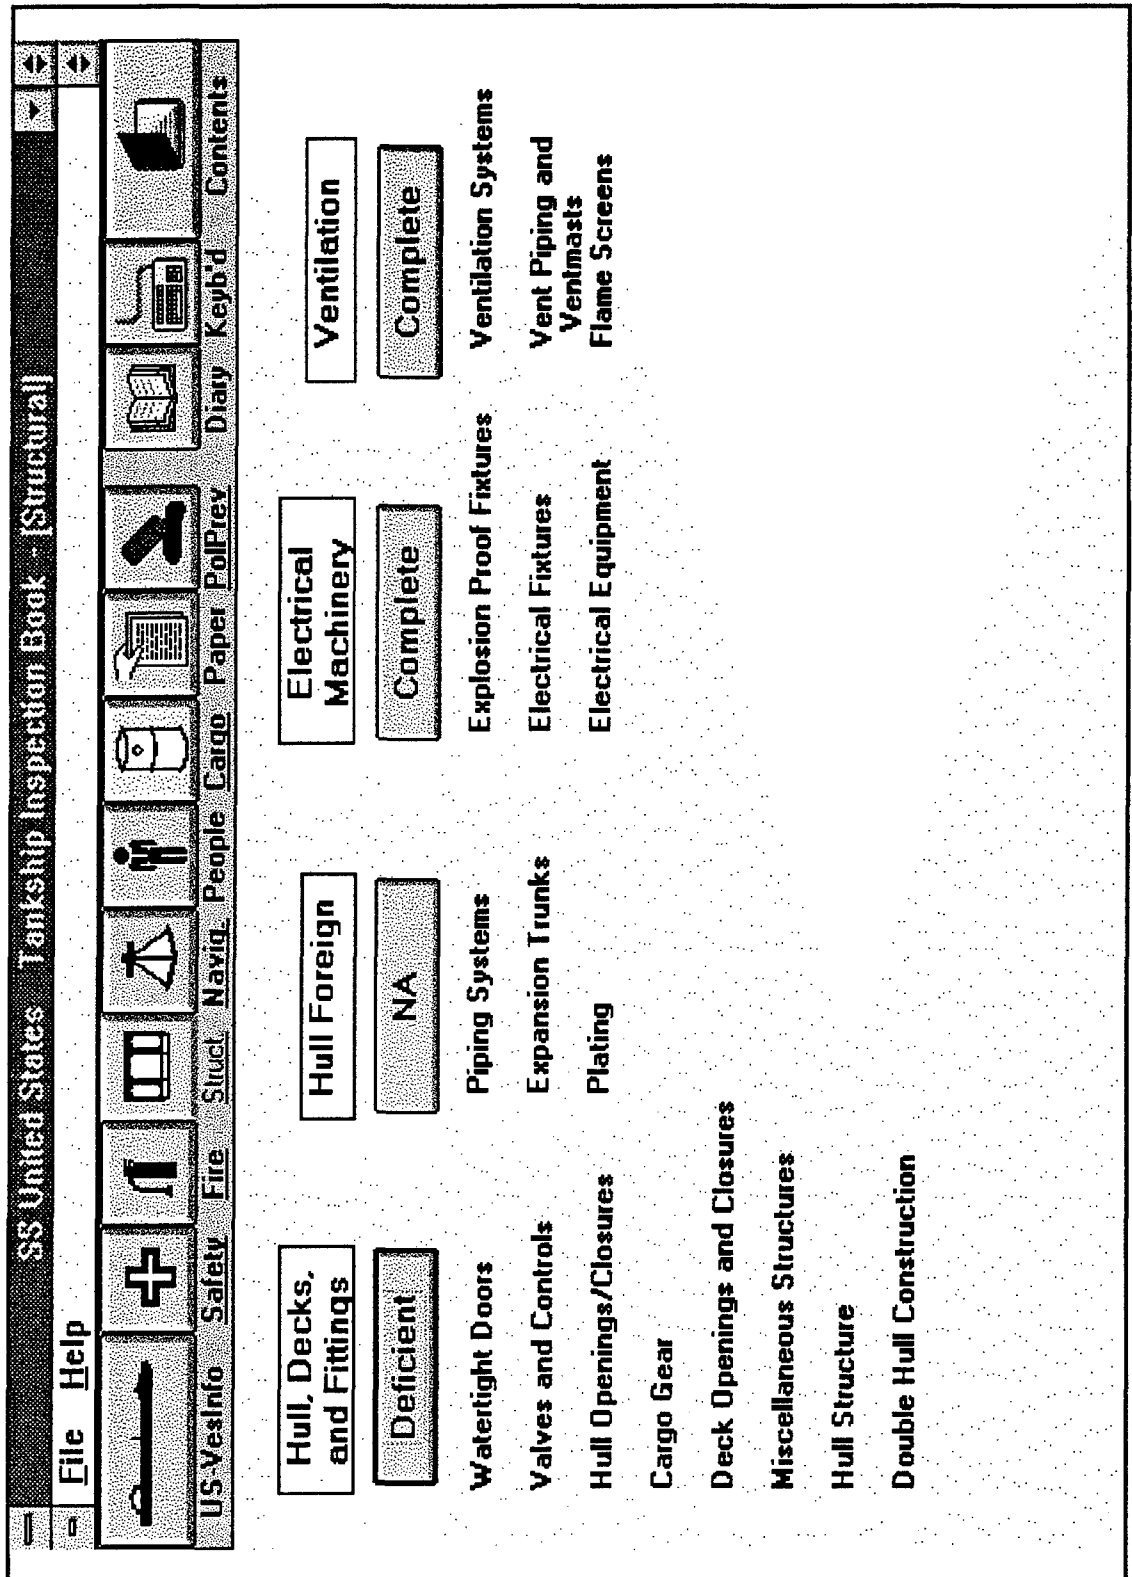 SS United States - Tankship Inspection Book - [Structural]
File Help
US-VesInfo Safety Fire Struct. Navig. People Cargo Paper PolPrev Diary Keyb'd Contents
Hull, Decks,
and Fittings
Deficient
Watertight Doors
Valves and Controls
Hull Openings/Closures
Cargo Gear
Deck Openings and Closures
Miscellaneous Structures
Hull Structure
Double Hull Construction
Hull Foreign
NA
Piping Systems
Expansion Trunks
Plating
Electrical
Machinery
Complete
Explosion Proof Fixtures
Electrical Fixtures
Electrical Equipment
Ventilation
Complete
Ventilation Systems
Vent Piping and
Ventmasts
Flame Screens